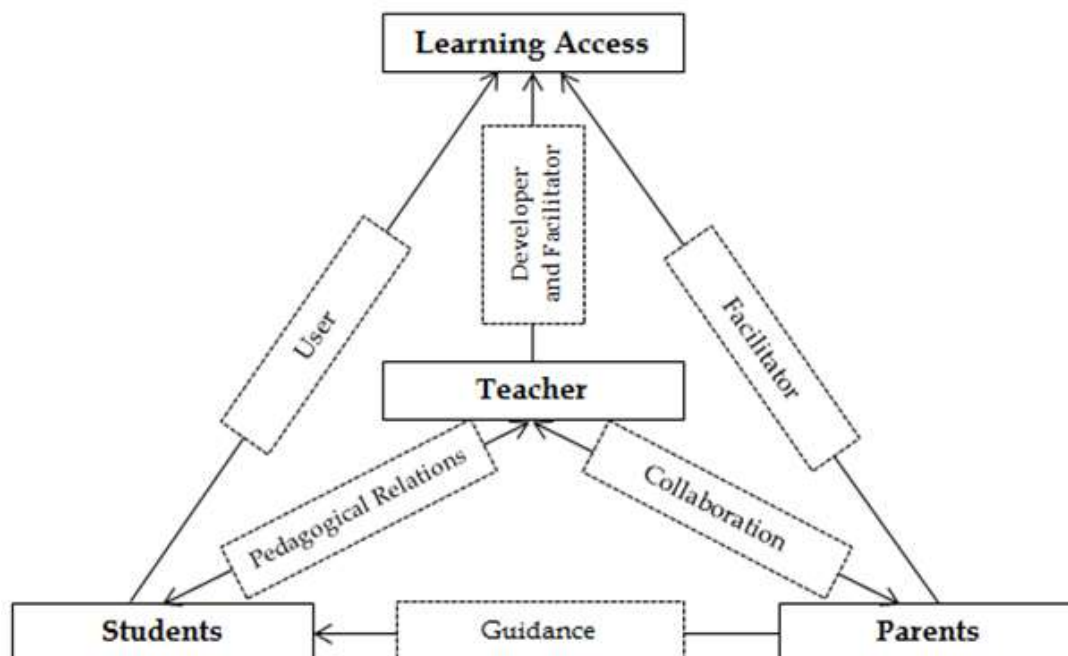 Learning Access
Developer
and Facilitator
User
Facilitator
Teacher
Pedagogical Relations
Collaboration
Students
Guidance
Parents